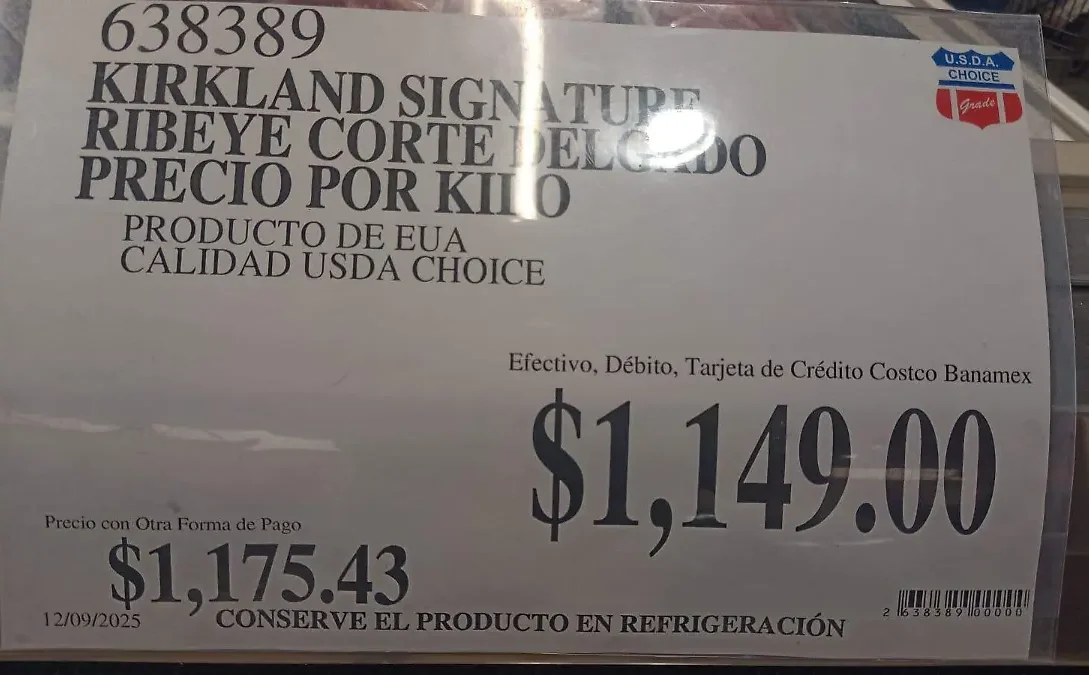 638389
KIRKLAND SIGNATURE
RIBEYE CORTE DELGADO
PRECIO POR KILO
PRODUCTO DE EUA
CALIDAD USDA CHOICE
U.S.D.A.
CHOICE
Grade
Efectivo, Débito, Tarjeta de Crédito Costco Banamex
$1,149.00
Precio con Otra Forma de Pago
$1,175.43
12/09/2025
CONSERVE EL PRODUCTO EN REFRIGERACIÓN
2 638389 00000